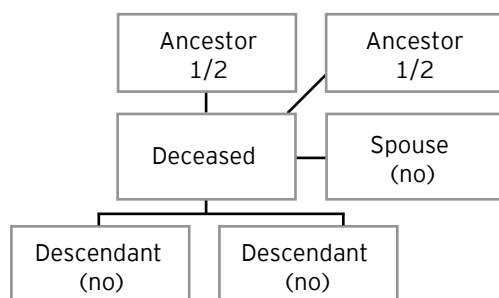 Ancestor
1/2
Ancestor
1/2
Deceased
Spouse
(no)
Descendant
(no)
Descendant
(no)